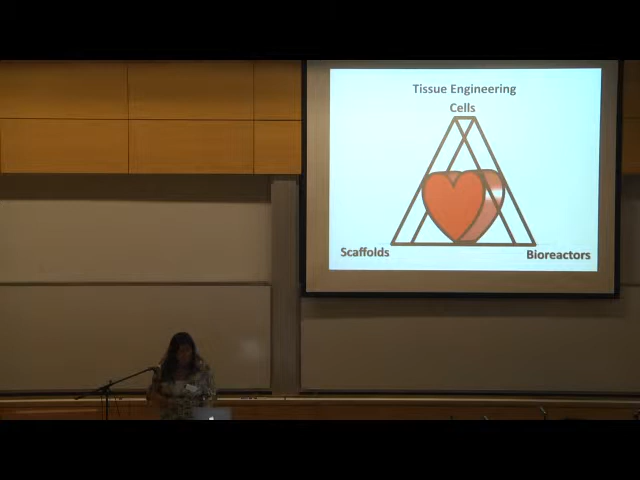 Tissue Engineering
Cells
Scaffolds
Bioreactors